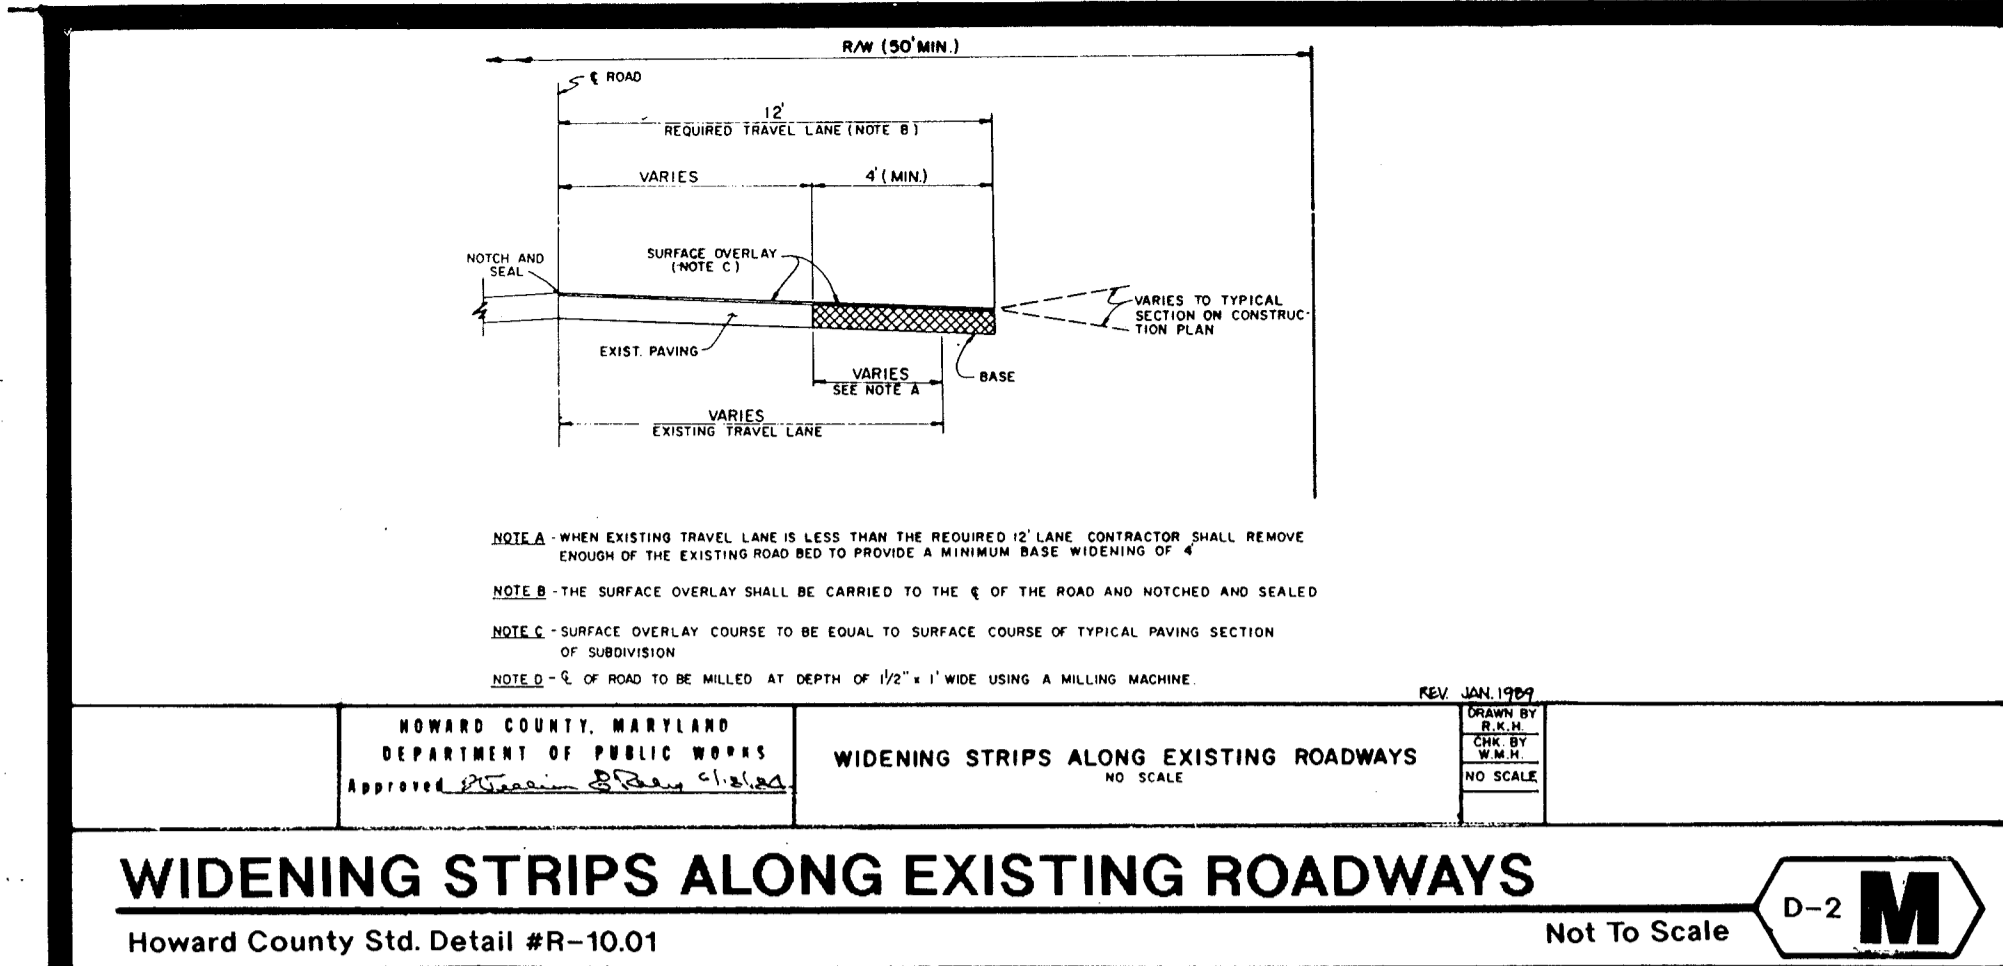 R/W (50'MIN.)
℄ ROAD
12'
REQUIRED TRAVEL LANE (NOTE B)
VARIES
4' (MIN.)
NOTCH AND
SEAL
SURFACE OVERLAY
(NOTE C)
VARIES TO TYPICAL
SECTION ON CONSTRUC-
TION PLAN
EXIST. PAVING
VARIES
SEE NOTE A
BASE
VARIES
EXISTING TRAVEL LANE
NOTE A - WHEN EXISTING TRAVEL LANE IS LESS THAN THE REQUIRED 12' LANE CONTRACTOR SHALL REMOVE
ENOUGH OF THE EXISTING ROAD BED TO PROVIDE A MINIMUM BASE WIDENING OF 4'
NOTE B - THE SURFACE OVERLAY SHALL BE CARRIED TO THE ℄ OF THE ROAD AND NOTCHED AND SEALED
NOTE C - SURFACE OVERLAY COURSE TO BE EQUAL TO SURFACE COURSE OF TYPICAL PAVING SECTION
OF SUBDIVISION
NOTE D - ℄ OF ROAD TO BE MILLED AT DEPTH OF 1 1/2" x 1' WIDE USING A MILLING MACHINE.
REV. JAN. 1989
HOWARD COUNTY, MARYLAND
DEPARTMENT OF PUBLIC WORKS
Approved
WIDENING STRIPS ALONG EXISTING ROADWAYS
NO SCALE
DRAWN BY
R.K.H.
CHK. BY
W.M.H.
NO SCALE
WIDENING STRIPS ALONG EXISTING ROADWAYS
Howard County Std. Detail #R-10.01
Not To Scale
D-2
M